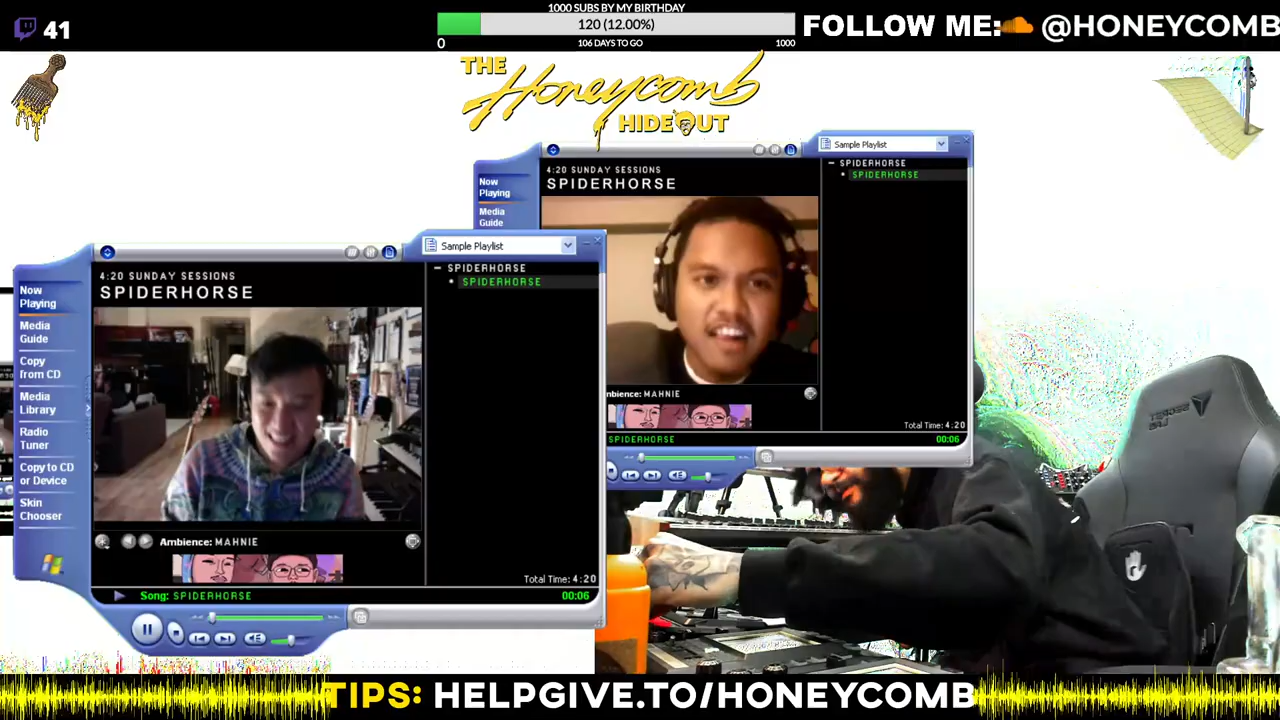 41
1000 SUBS BY MY BIRTHDAY
120 (12.00%)
0
106 DAYS TO GO
1000
FOLLOW ME: @HONEYCOMB
THE
Honeycomb
HIDEOUT
Sample Playlist
4:20 SUNDAY SESSIONS
SPIDERHORSE
SPIDERHORSE
SPIDERHORSE
Now
Playing
Media
Guide
MAHNIE
Total Time: 4:20
SPIDERHORSE
00:06
Sample Playlist
4:20 SUNDAY SESSIONS
SPIDERHORSE
SPIDERHORSE
SPIDERHORSE
Now
Playing
Media
Guide
Copy
from CD
Media
Library
Radio
Tuner
Copy to CD
or Device
Skin
Chooser
Ambience: MAHNIE
Total Time: 4:20
Song: SPIDERHORSE
00:06
TIPS: HELPGIVE.TO/HONEYCOMB